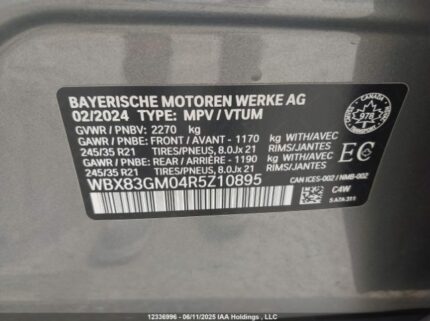 BAYERISCHE MOTOREN WERKE AG
02/2024 TYPE: MPV / VTUM
GVWR / PNBV: 2270 kg
GAWR / PNBE: FRONT / AVANT - 1170 kg WITH/AVEC
245/35 R21 TIRES/PNEUS, 8.0Jx 21 RIMS/JANTES
GAWR / PNBE: REAR / ARRIÈRE - 1190 kg WITH/AVEC
245/35 R21 TIRES/PNEUS, 8.0Jx 21 RIMS/JANTES
WBX83GM04R5Z10895
CANADA
978
EC
CAN ICES-002 / NMB-002
C4W
12336996 - 06/11/2025 IAA Holdings , LLC